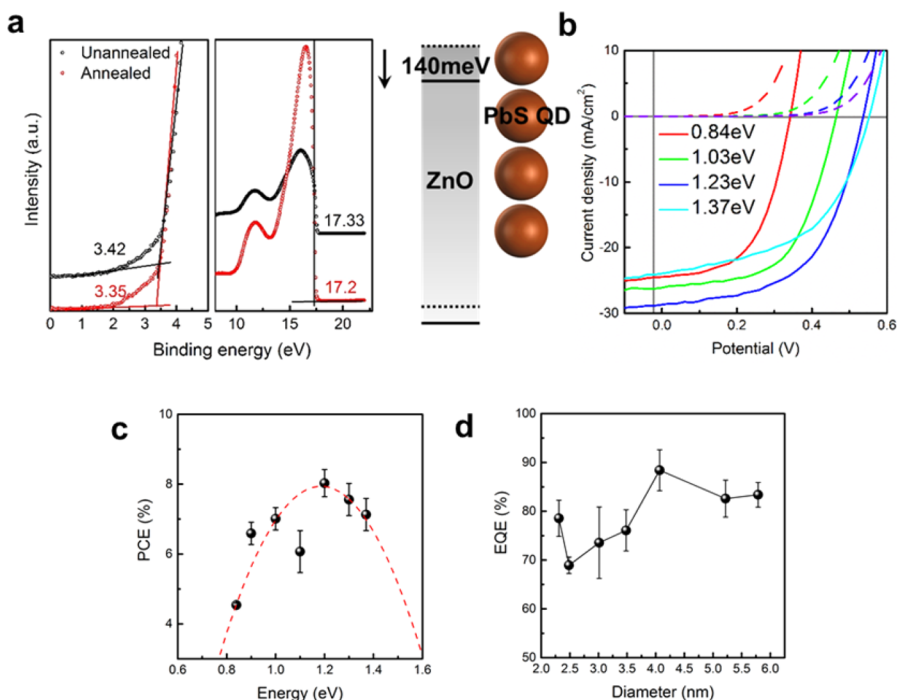 a
Unannealed
Annealed
3.42
3.35
17.33
17.2
0 1 2 3 4 5
10 15 20
Intensity (a.u.)
Binding energy (eV)
140meV
PbS QD
ZnO
b
10
0
-10
-20
-30
0.84eV
1.03eV
1.23eV
1.37eV
0.0 0.2 0.4 0.6
Current density (mA/cm²)
Potential (V)
c
10
8
6
4
0.6 0.8 1.0 1.2 1.4 1.6
PCE (%)
Energy (eV)
d
100
90
80
70
60
50
2.0 2.5 3.0 3.5 4.0 4.5 5.0 5.5 6.0
EQE (%)
Diameter (nm)